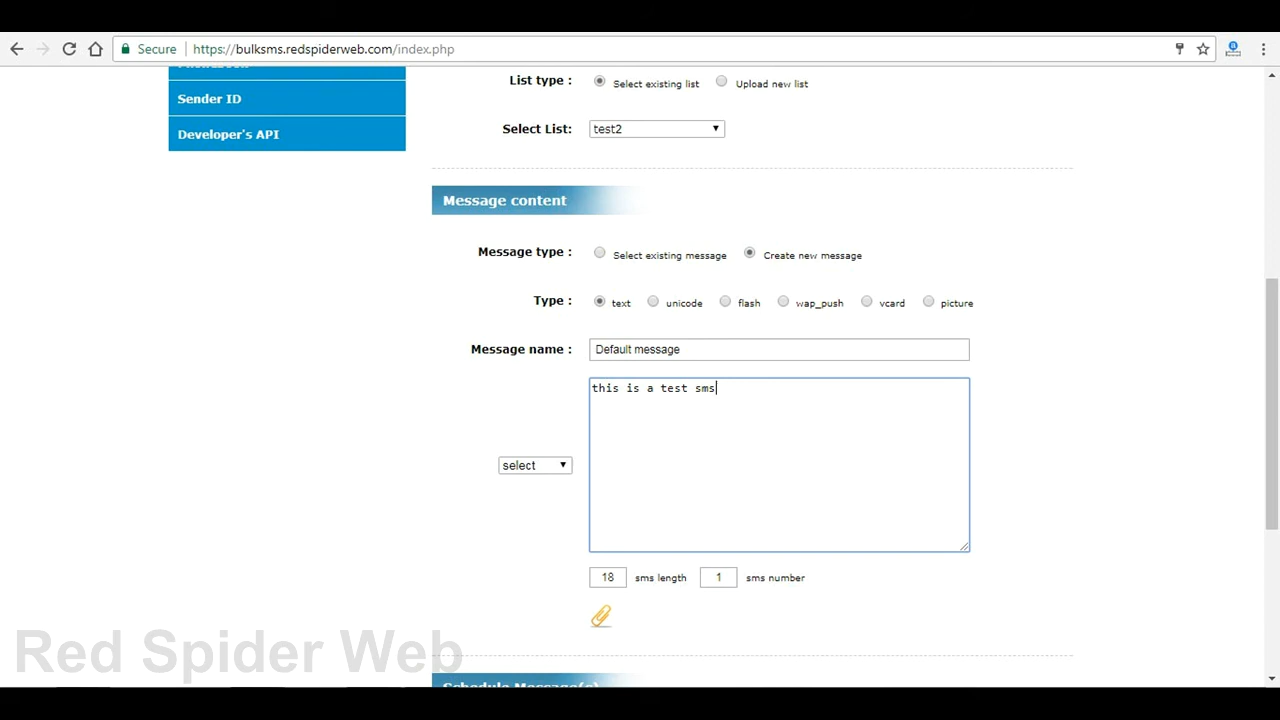 Secure https://bulksms.redspiderweb.com/index.php
Sender ID
Developer's API
List type : Select existing list Upload new list
Select List: test2
Message content
Message type : Select existing message Create new message
Type : text unicode flash wap_push vcard picture
Message name : Default message
this is a test sms
select
18 sms length 1 sms number
Red Spider Web
Schedule Message(s)